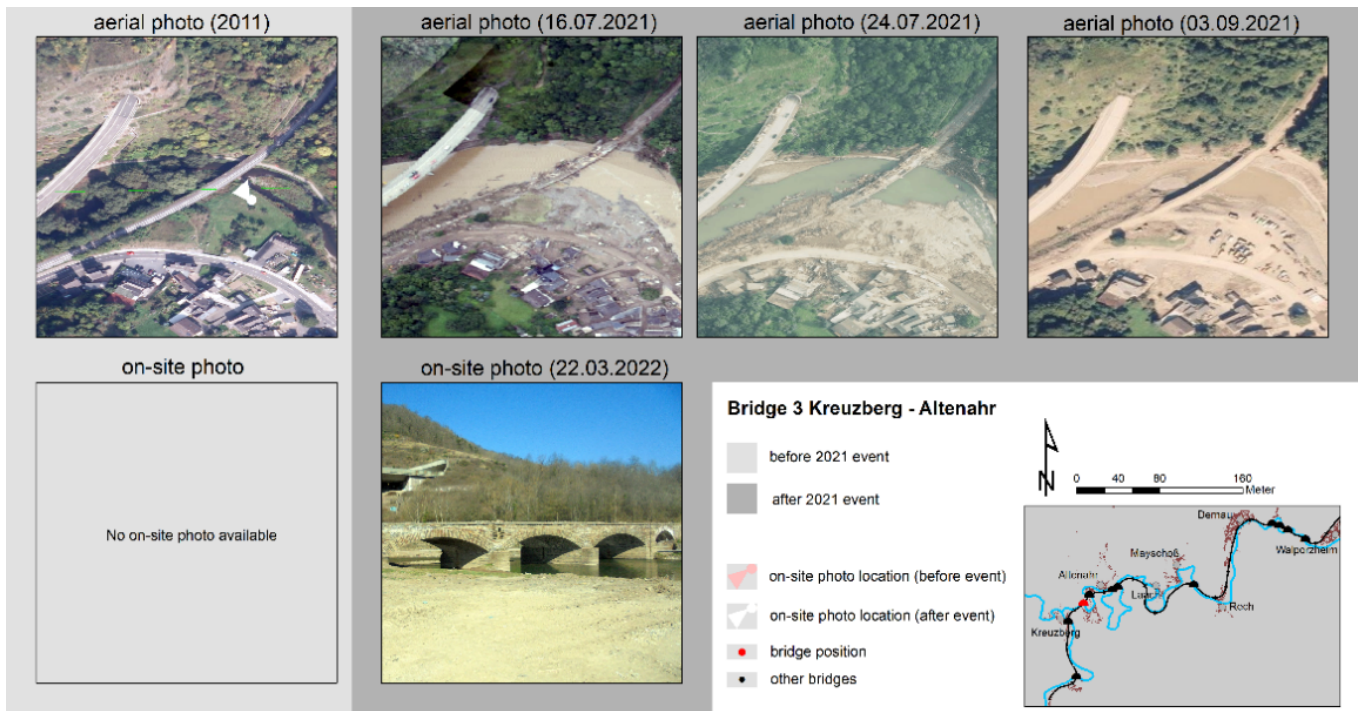 aerial photo (2011)
aerial photo (16.07.2021)
aerial photo (24.07.2021)
aerial photo (03.09.2021)
on-site photo
on-site photo (22.03.2022)
No on-site photo available
Bridge 3 Kreuzberg - Altenahr
before 2021 event
after 2021 event
on-site photo location (before event)
on-site photo location (after event)
bridge position
other bridges
N
0 40 80 160
Meter
Dernau
Walporzheim
Mayschoß
Altenahr
Laach
Rech
Kreuzberg